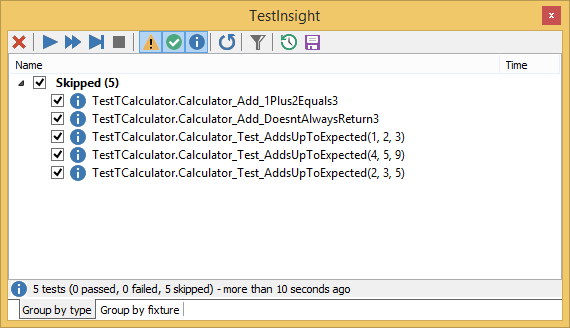 TestInsight
Name Time
Skipped (5)
TestTCalculator.Calculator_Add_1Plus2Equals3
TestTCalculator.Calculator_Add_DoesntAlwaysReturn3
TestTCalculator.Calculator_Test_AddsUpToExpected(1, 2, 3)
TestTCalculator.Calculator_Test_AddsUpToExpected(4, 5, 9)
TestTCalculator.Calculator_Test_AddsUpToExpected(2, 3, 5)
5 tests (0 passed, 0 failed, 5 skipped) - more than 10 seconds ago
Group by type Group by fixture